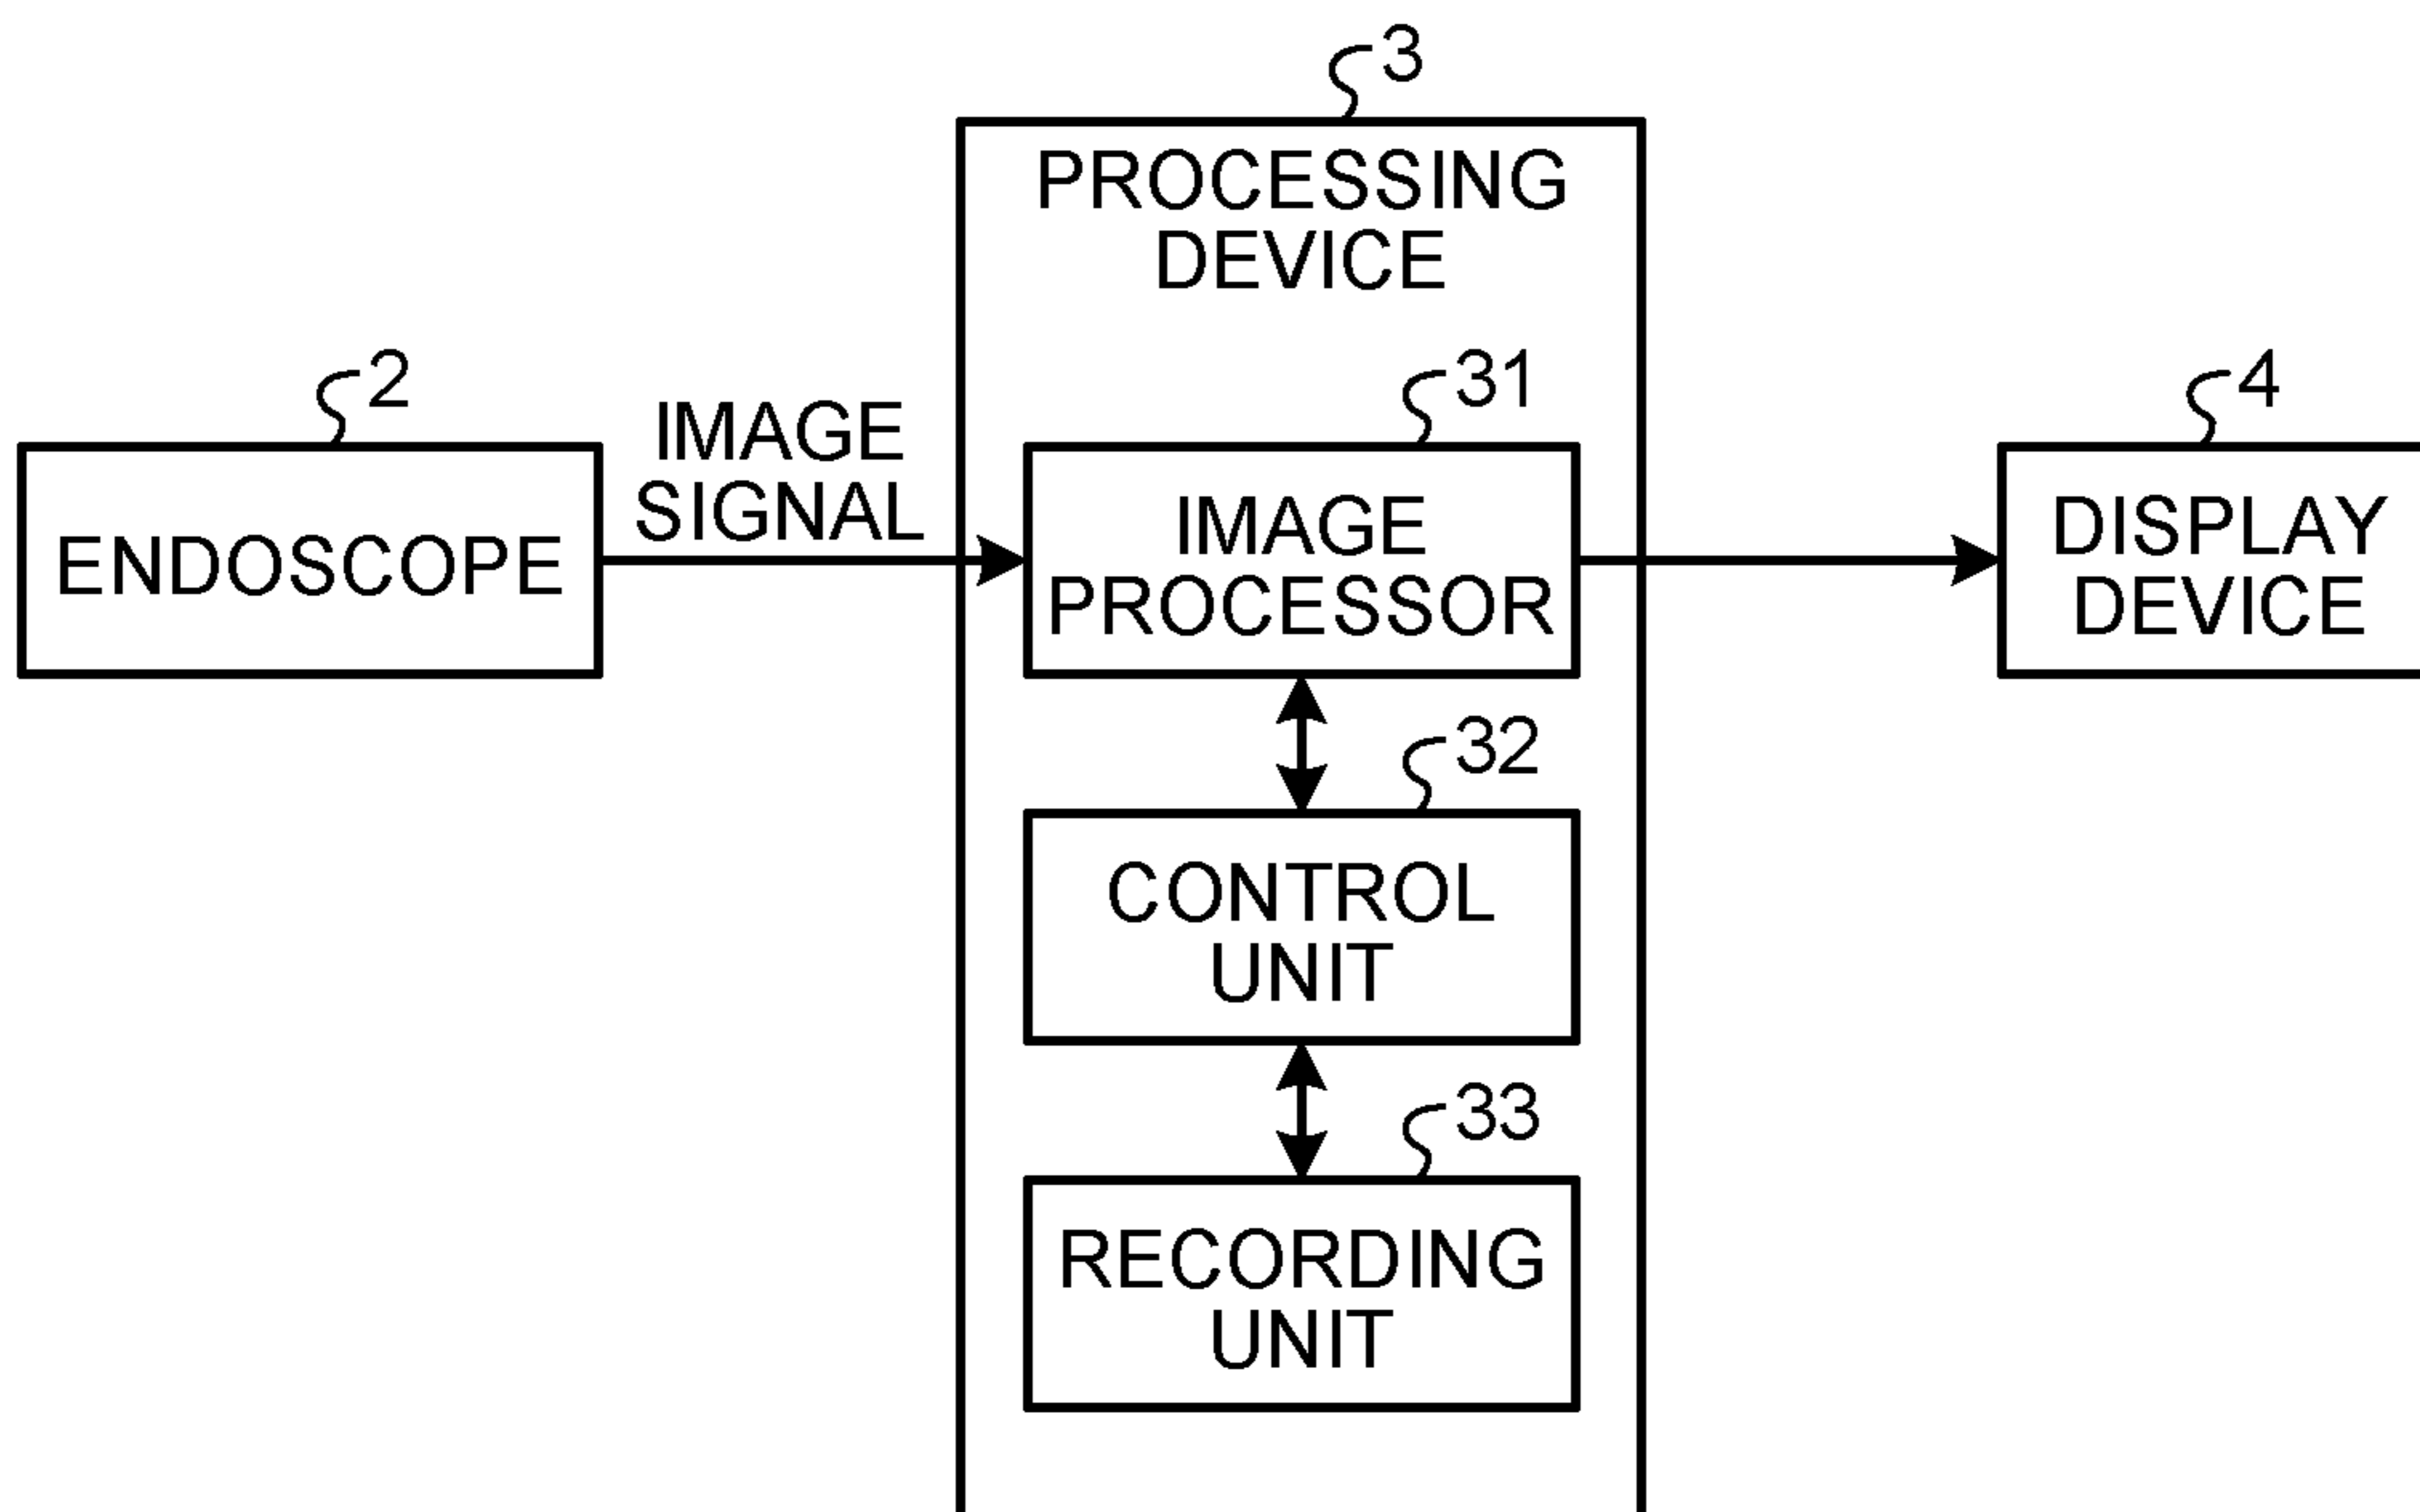 3
PROCESSING
DEVICE
2
IMAGE
SIGNAL
31
4
ENDOSCOPE
IMAGE
PROCESSOR
DISPLAY
DEVICE
32
CONTROL
UNIT
33
RECORDING
UNIT